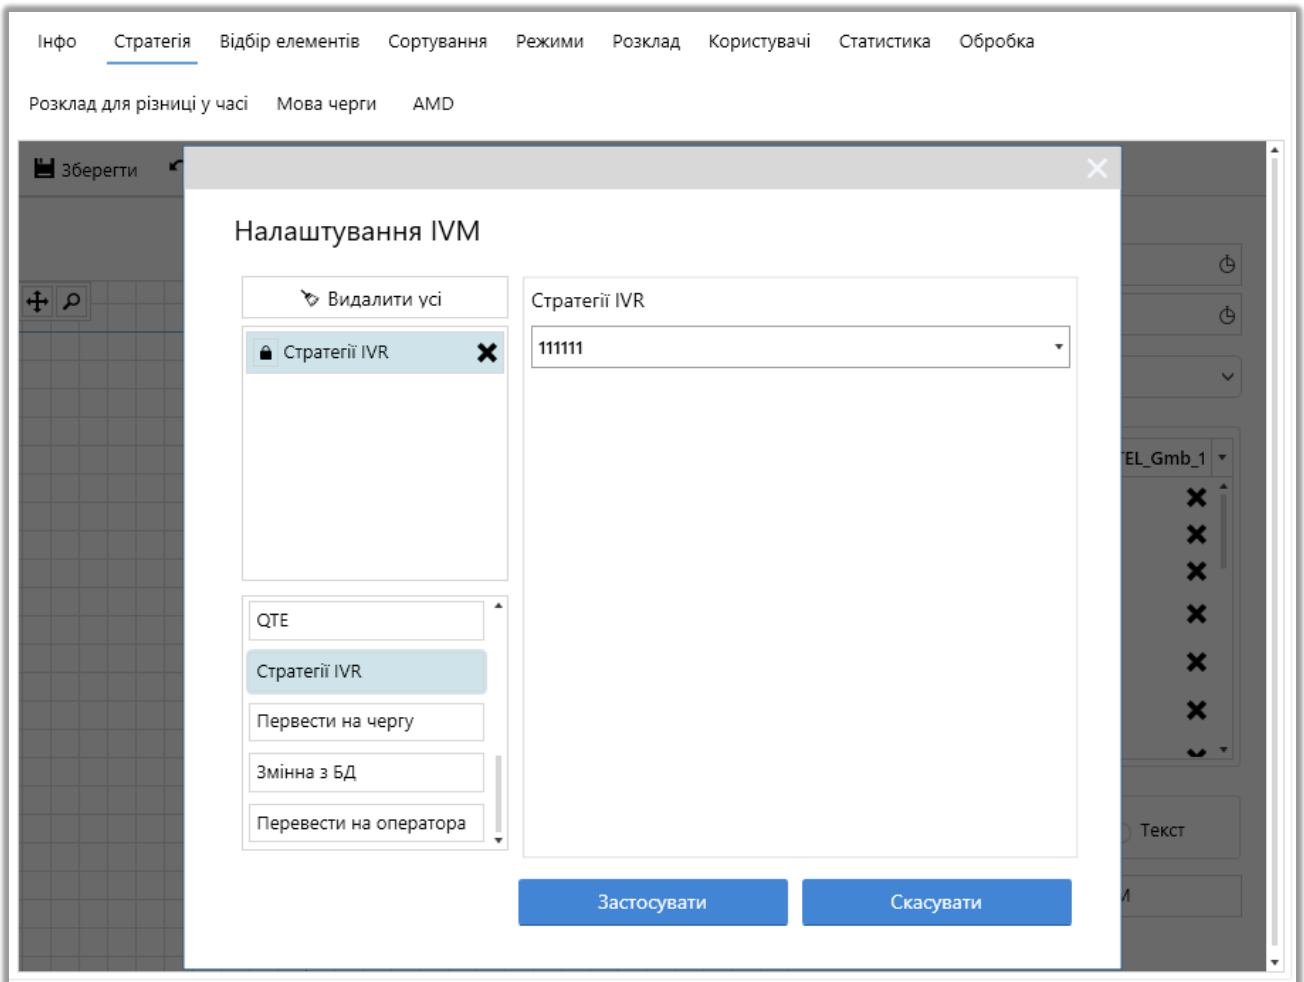 Інфо Стратегія Відбір елементів Сортування Режими Розклад Користувачі Статистика Обробка
Розклад для різниці у часі Мова черги AMD
Зберегти
Налаштування IVM
Видалити усі
Стратегії IVR
Стратегії IVR
111111
TEL_Gmb_1
QTE
Стратегії IVR
Первести на чергу
Змінна з БД
Перевести на оператора
Текст
Застосувати Скасувати